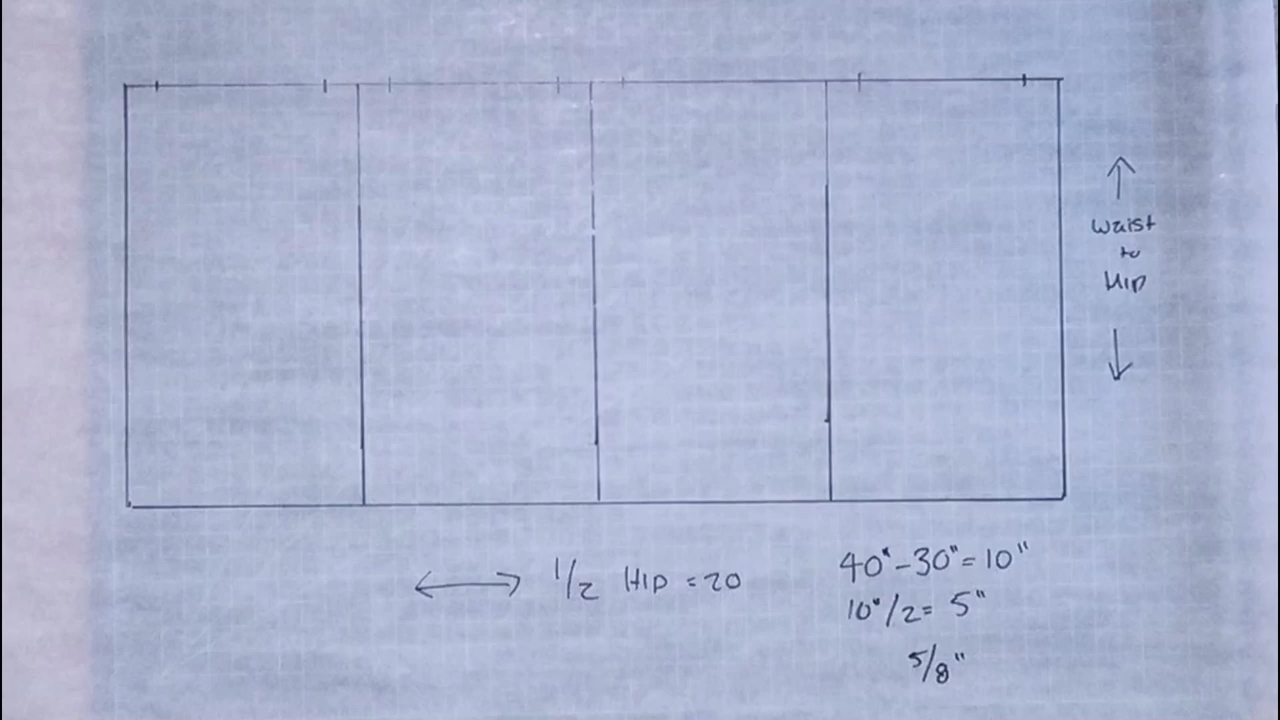 Waist
to
Hip
1/2 Hip = 20
40" - 30" = 10"
10"/2 = 5"
5/8"